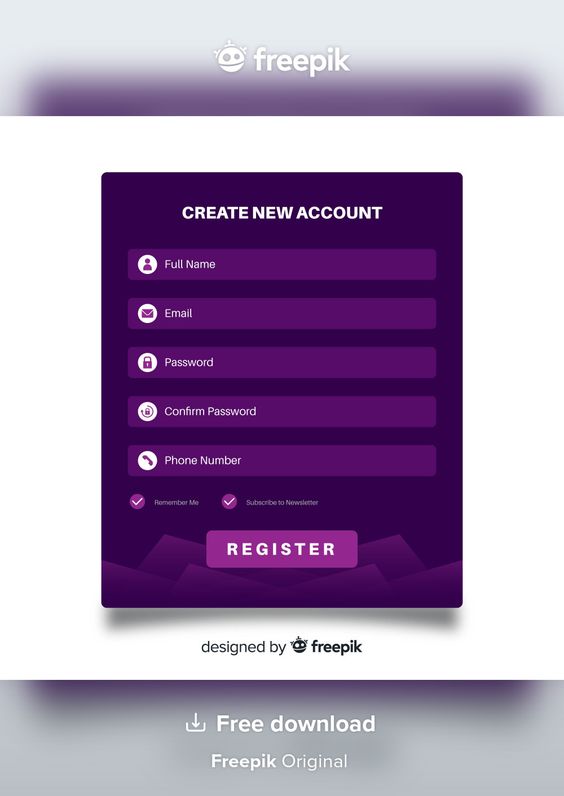 freepik
CREATE NEW ACCOUNT
Full Name
Email
Password
Confirm Password
Phone Number
Remember Me Subscribe to Newsletter
REGISTER
designed by freepik
Free download
Freepik Original